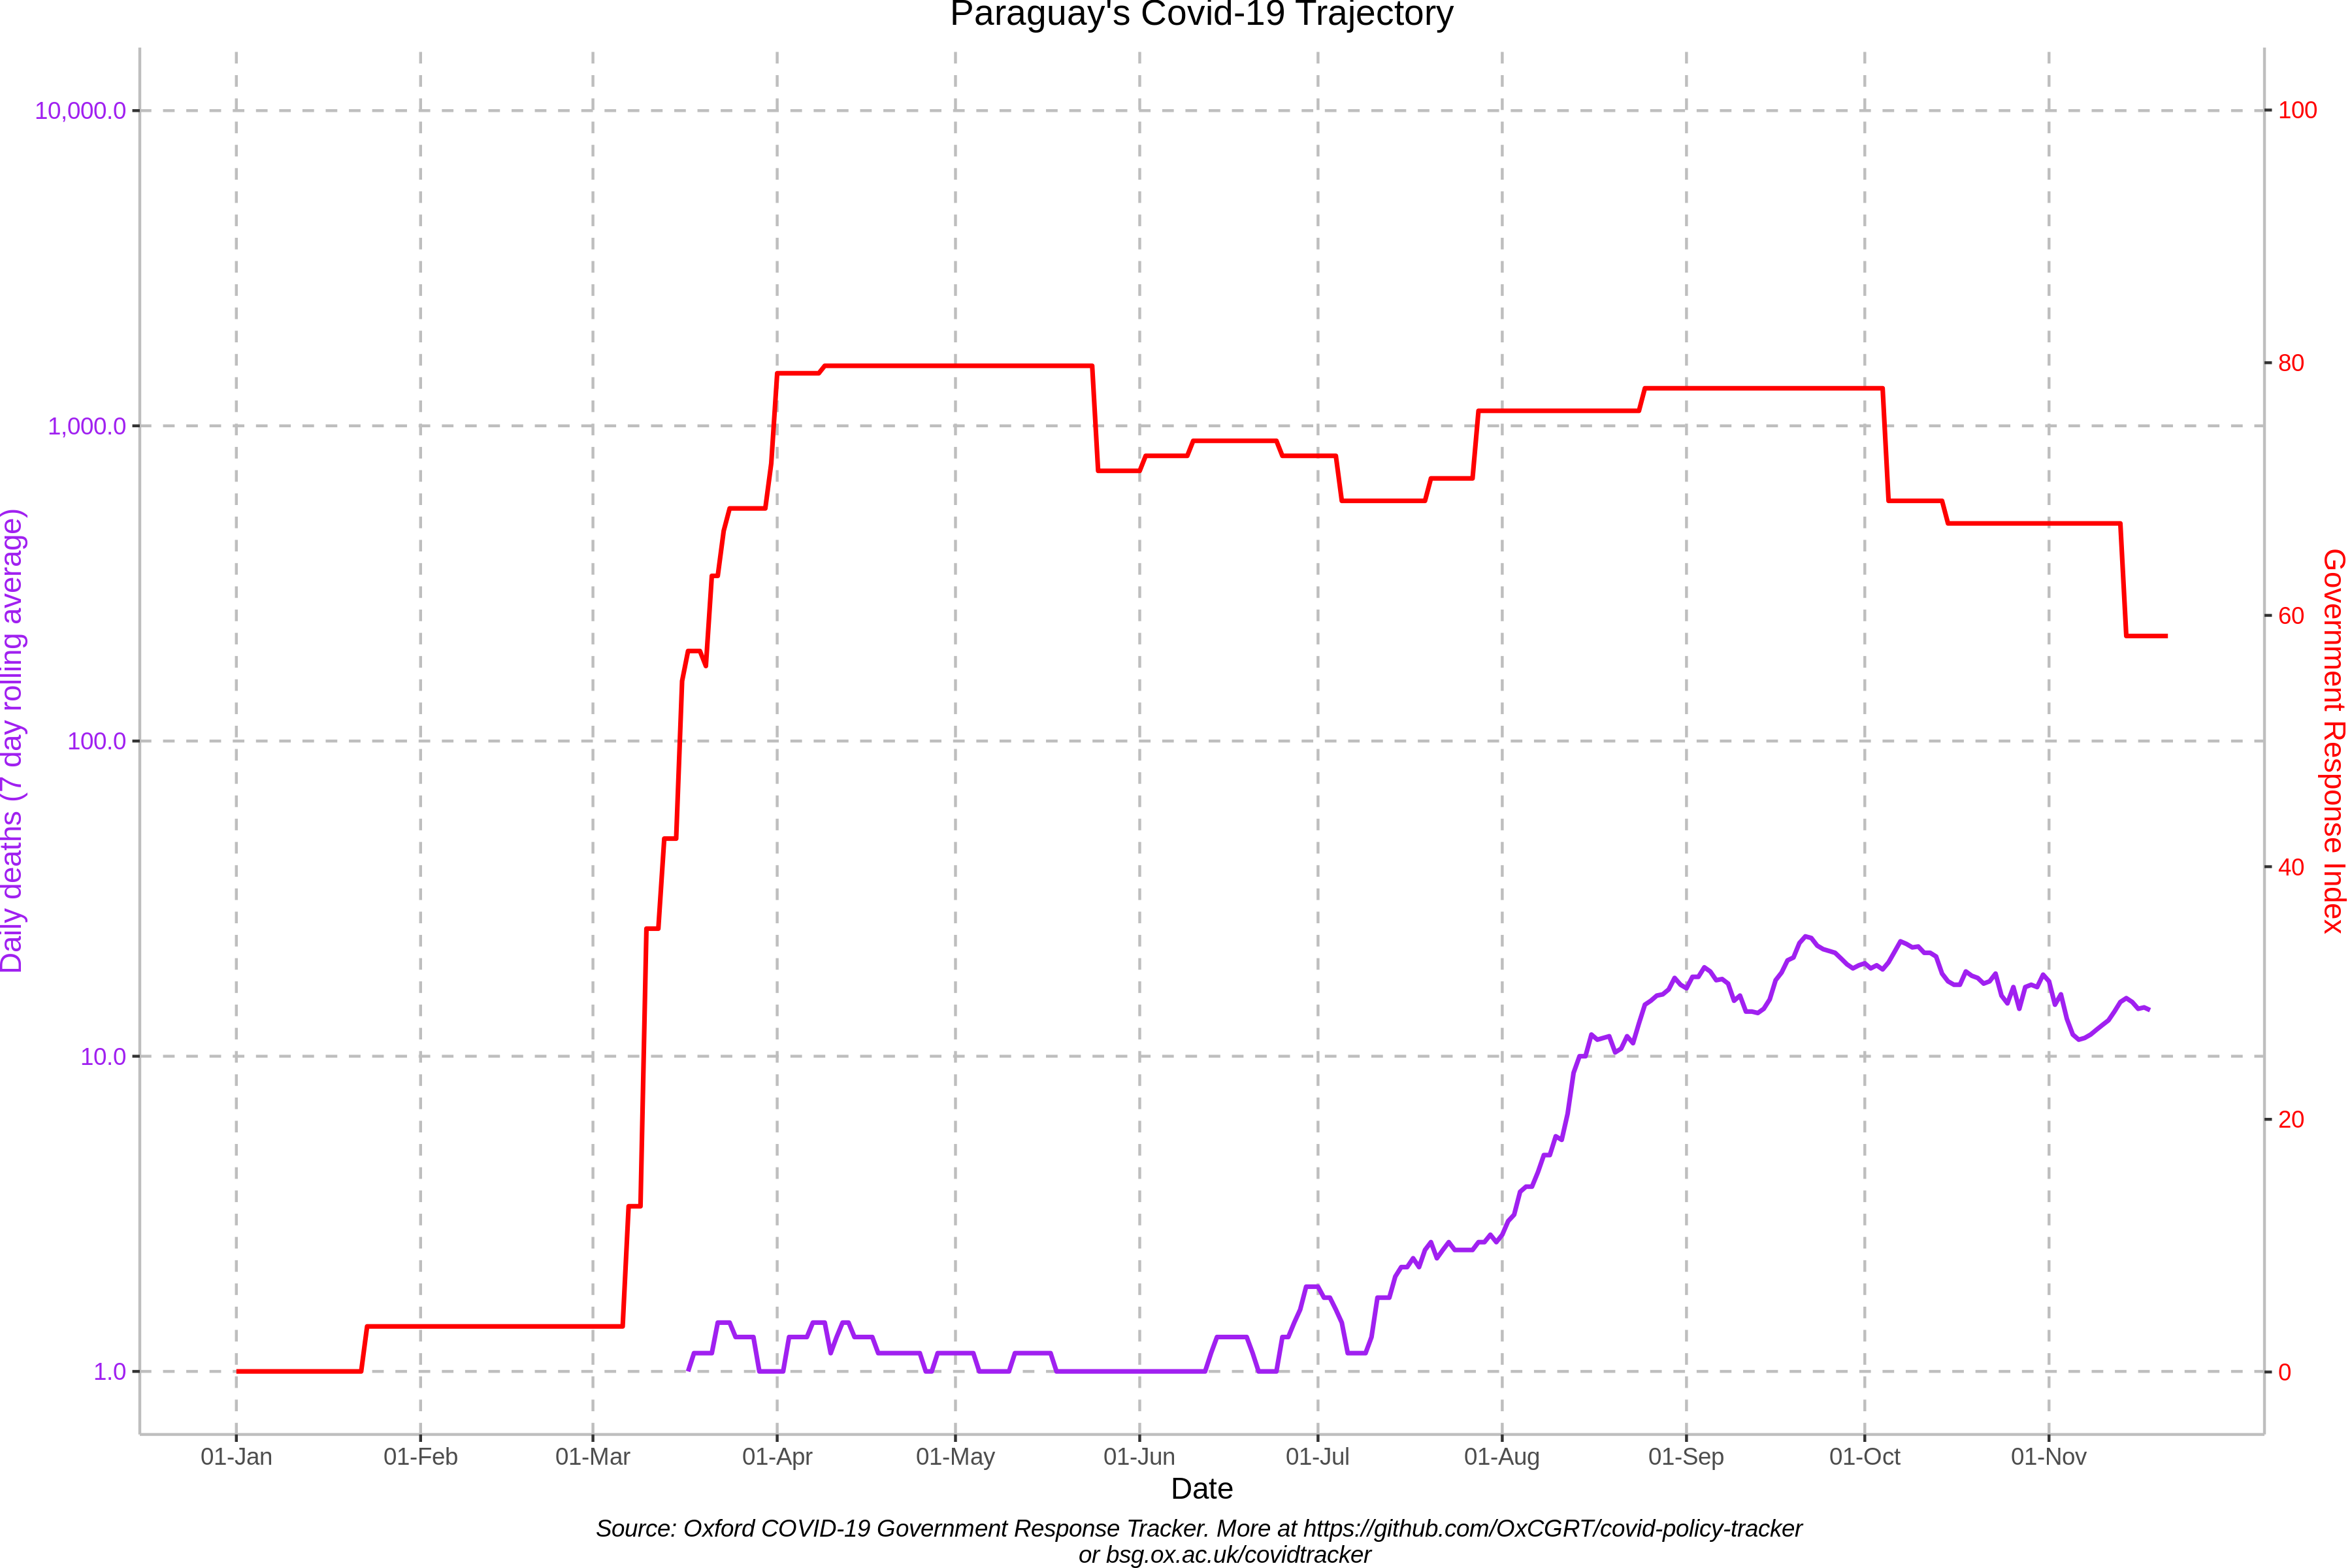 Paraguay's Covid-19 Trajectory
10,000.0
1,000.0
100.0
10.0
1.0
Daily deaths (7 day rolling average)
100
80
60
40
20
0
Government Response Index
01-Jan
01-Feb
01-Mar
01-Apr
01-May
01-Jun
01-Jul
01-Aug
01-Sep
01-Oct
01-Nov
Date
Source: Oxford COVID-19 Government Response Tracker. More at https://github.com/OxCGRT/covid-policy-tracker
or bsg.ox.ac.uk/covidtracker